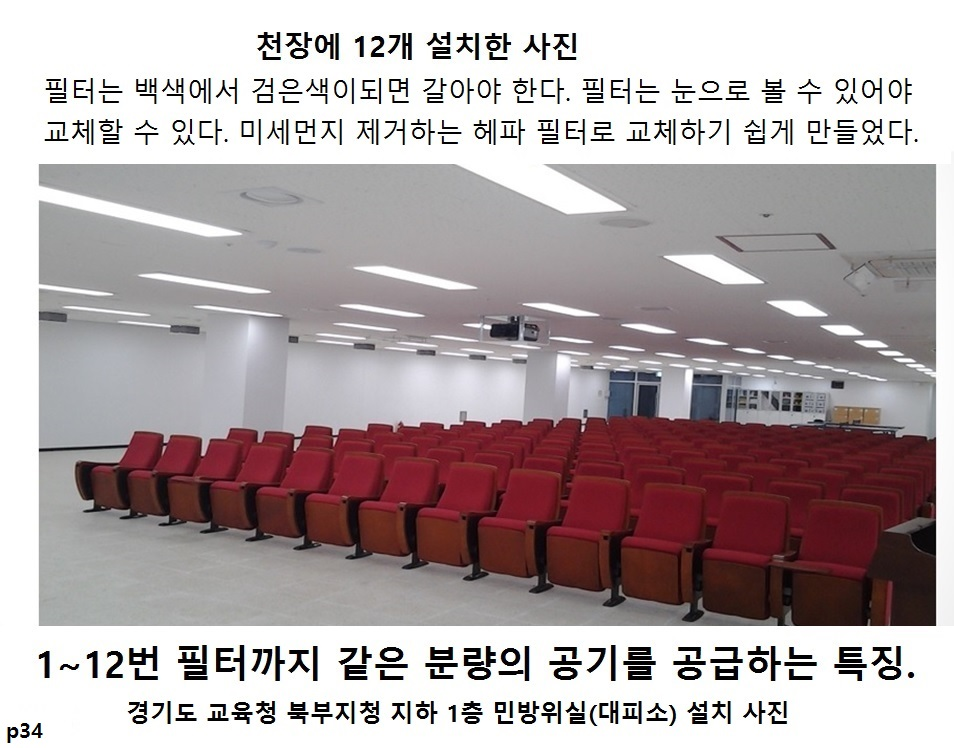 천장에 12개 설치한 사진
필터는 백색에서 검은색이되면 갈아야 한다. 필터는 눈으로 볼 수 있어야
교체할 수 있다. 미세먼지 제거하는 헤파 필터로 교체하기 쉽게 만들었다.
1~12번 필터까지 같은 분량의 공기를 공급하는 특징.
경기도 교육청 북부지청 지하 1층 민방위실(대피소) 설치 사진
p34